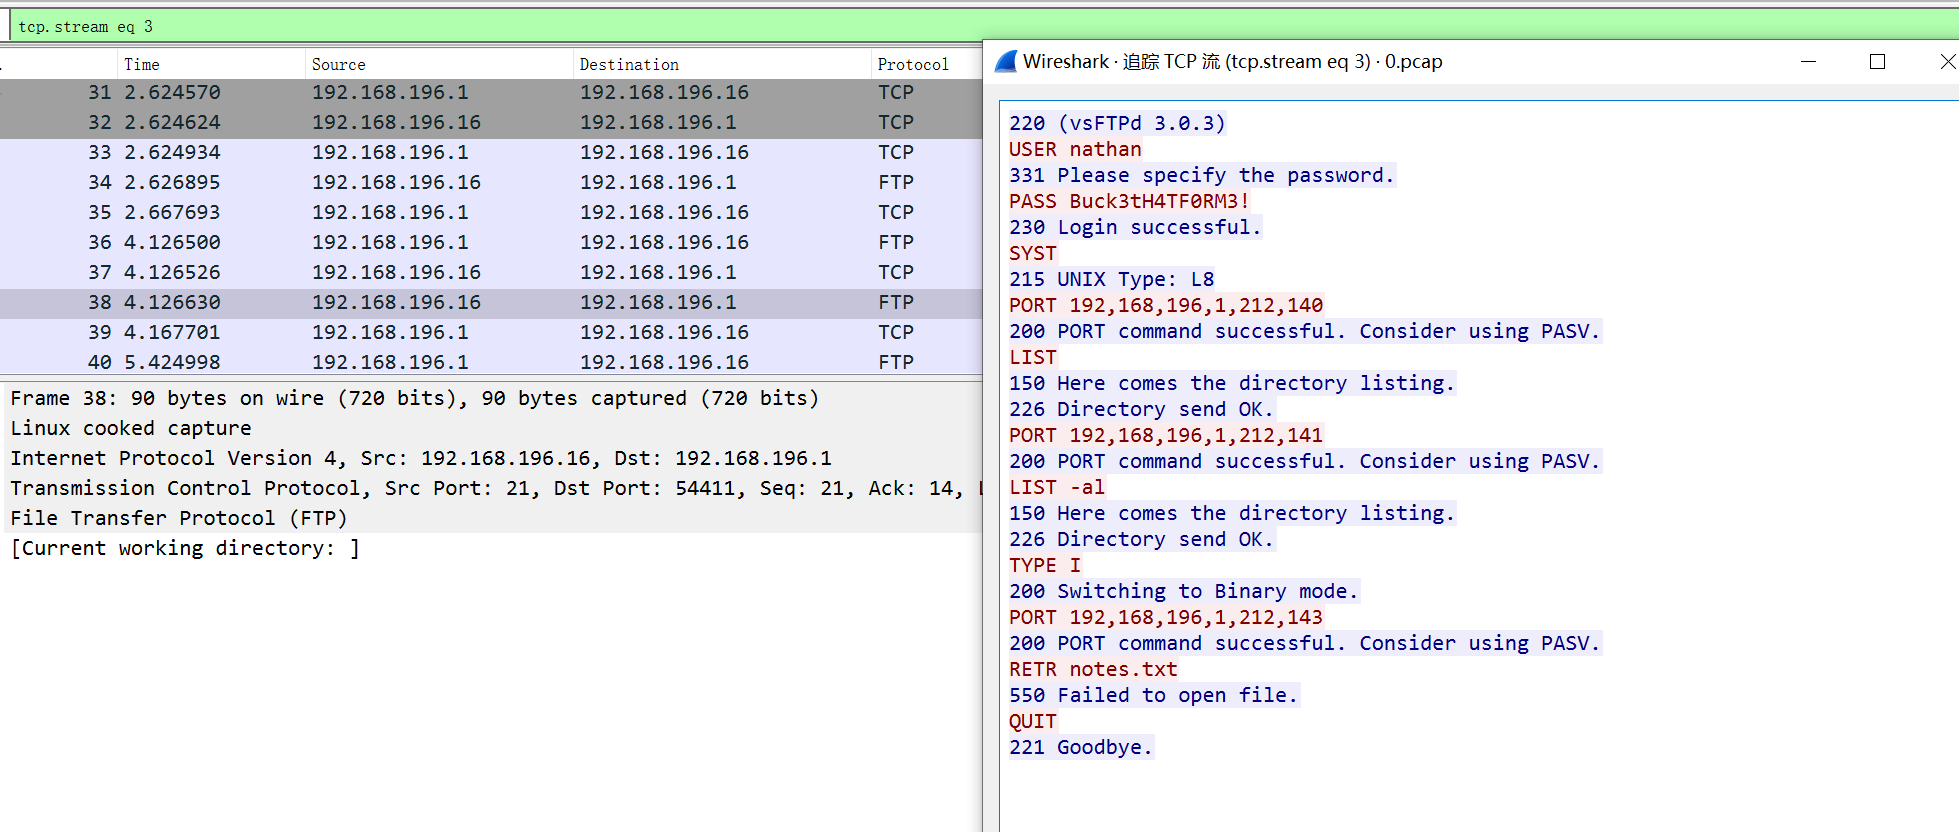 tcp.stream eq 3
Time Source Destination Protocol
31 2.624570 192.168.196.1 192.168.196.16 TCP
32 2.624624 192.168.196.16 192.168.196.1 TCP
33 2.624934 192.168.196.1 192.168.196.16 TCP
34 2.626895 192.168.196.16 192.168.196.1 FTP
35 2.667693 192.168.196.1 192.168.196.16 TCP
36 4.126500 192.168.196.1 192.168.196.16 FTP
37 4.126526 192.168.196.16 192.168.196.1 TCP
38 4.126630 192.168.196.16 192.168.196.1 FTP
39 4.167701 192.168.196.1 192.168.196.16 TCP
40 5.424998 192.168.196.1 192.168.196.16 FTP
Frame 38: 90 bytes on wire (720 bits), 90 bytes captured (720 bits)
Linux cooked capture
Internet Protocol Version 4, Src: 192.168.196.16, Dst: 192.168.196.1
Transmission Control Protocol, Src Port: 21, Dst Port: 54411, Seq: 21, Ack: 14,
File Transfer Protocol (FTP)
[Current working directory: ]
Wireshark · 追踪 TCP 流 (tcp.stream eq 3) · 0.pcap
220 (vsFTPd 3.0.3)
USER nathan
331 Please specify the password.
PASS Buck3tH4TF0RM3!
230 Login successful.
SYST
215 UNIX Type: L8
PORT 192,168,196,1,212,140
200 PORT command successful. Consider using PASV.
LIST
150 Here comes the directory listing.
226 Directory send OK.
PORT 192,168,196,1,212,141
200 PORT command successful. Consider using PASV.
LIST -al
150 Here comes the directory listing.
226 Directory send OK.
TYPE I
200 Switching to Binary mode.
PORT 192,168,196,1,212,143
200 PORT command successful. Consider using PASV.
RETR notes.txt
550 Failed to open file.
QUIT
221 Goodbye.